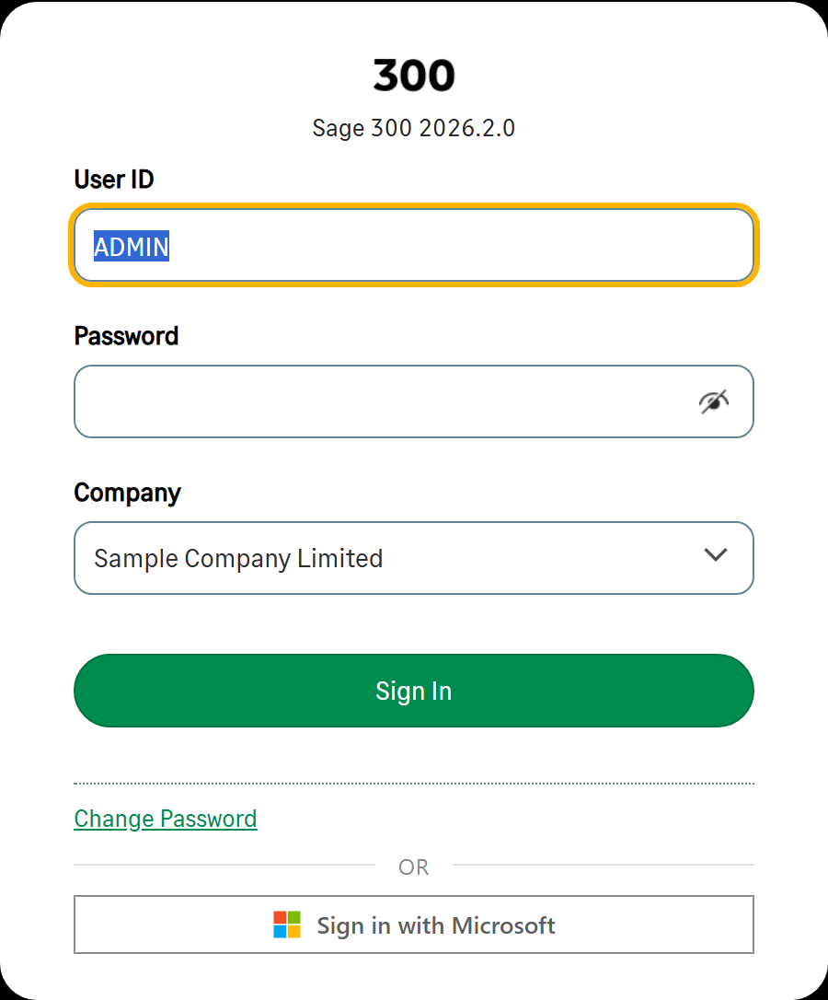 300
Sage 300 2026.2.0
User ID
ADMIN
Password
Company
Sample Company Limited
Sign In
Change Password
OR
Sign in with Microsoft